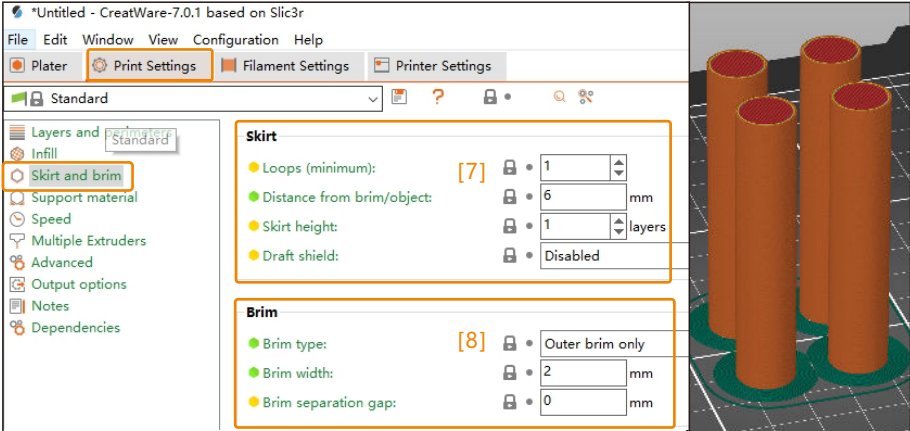 *Untitled - CreatWare-7.0.1 based on Slic3r
File Edit Window View Configuration Help
Plater Print Settings Filament Settings Printer Settings
Standard
?
Layers and perimeters
Standard
Infill
Skirt and brim
Support material
Speed
Multiple Extruders
Advanced
Output options
Notes
Dependencies
Skirt
Loops (minimum): [7] 1
Distance from brim/object: 6 mm
Skirt height: 1 layers
Draft shield: Disabled
Brim
Brim type: [8] Outer brim only
Brim width: 2 mm
Brim separation gap: 0 mm